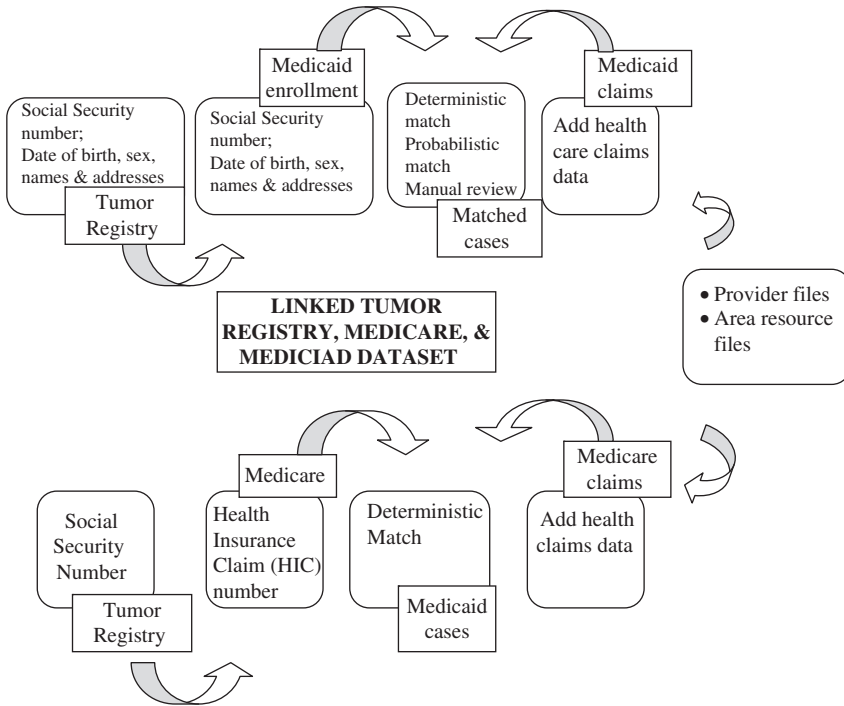 Medicaid
enrollment
Medicaid
claims
Social Security
number;
Date of birth, sex,
names & addresses
Tumor
Registry
Social Security
number;
Date of birth, sex,
names & addresses
Deterministic
match
Probabilistic
match
Manual review
Matched
cases
Add health
care claims
data
LINKED TUMOR
REGISTRY, MEDICARE, &
MEDICIAD DATASET
• Provider files
• Area resource
files
Medicare
Medicare
claims
Social
Security
Number
Tumor
Registry
Health
Insurance
Claim (HIC)
number
Deterministic
Match
Medicaid
cases
Add health
claims data